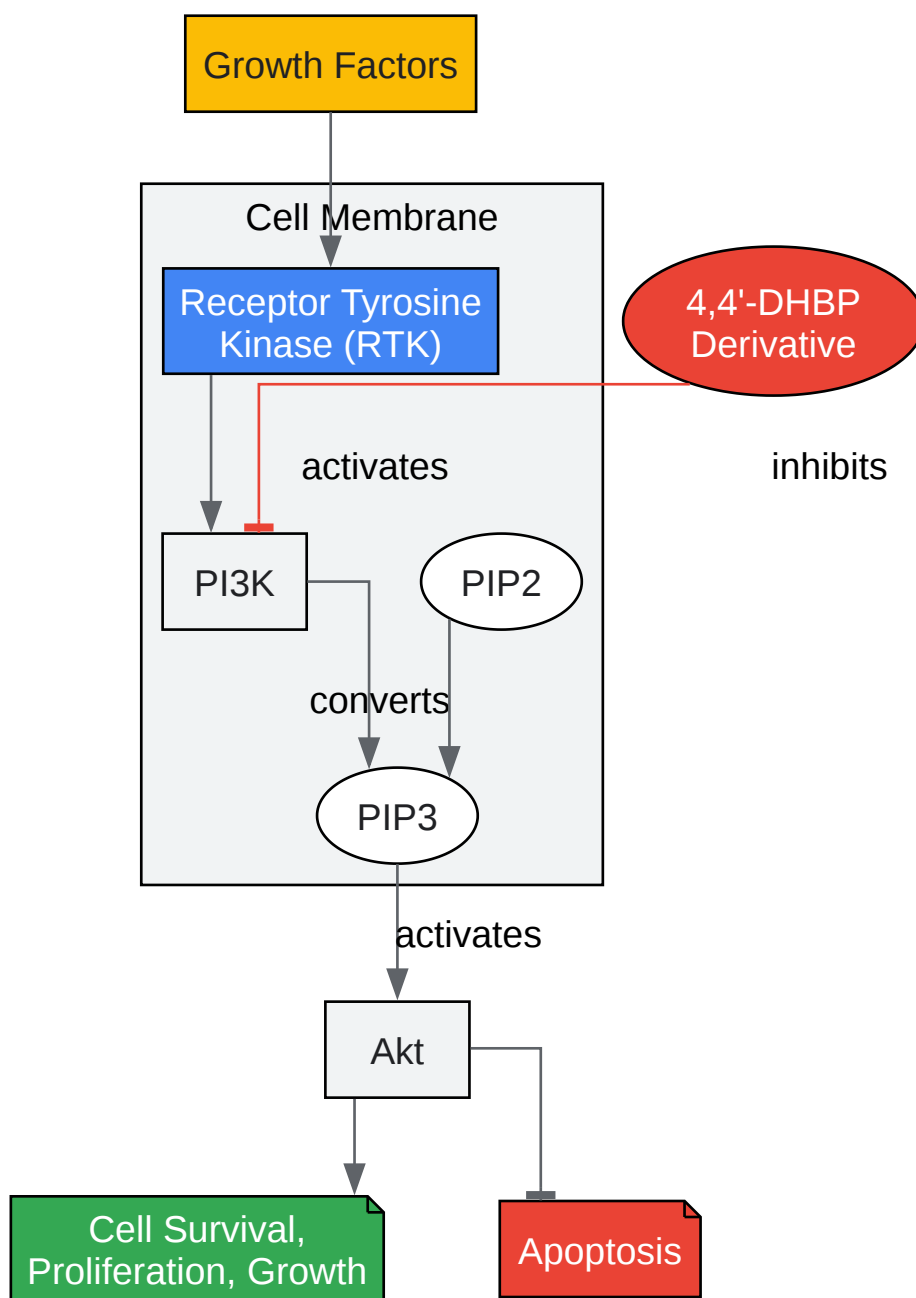 Growth Factors
Cell Membrane
Receptor Tyrosine
Kinase (RTK)
4,4'-DHBP
Derivative
activates
inhibits
PI3K
PIP2
converts
PIP3
activates
Akt
Cell Survival,
Proliferation, Growth
Apoptosis